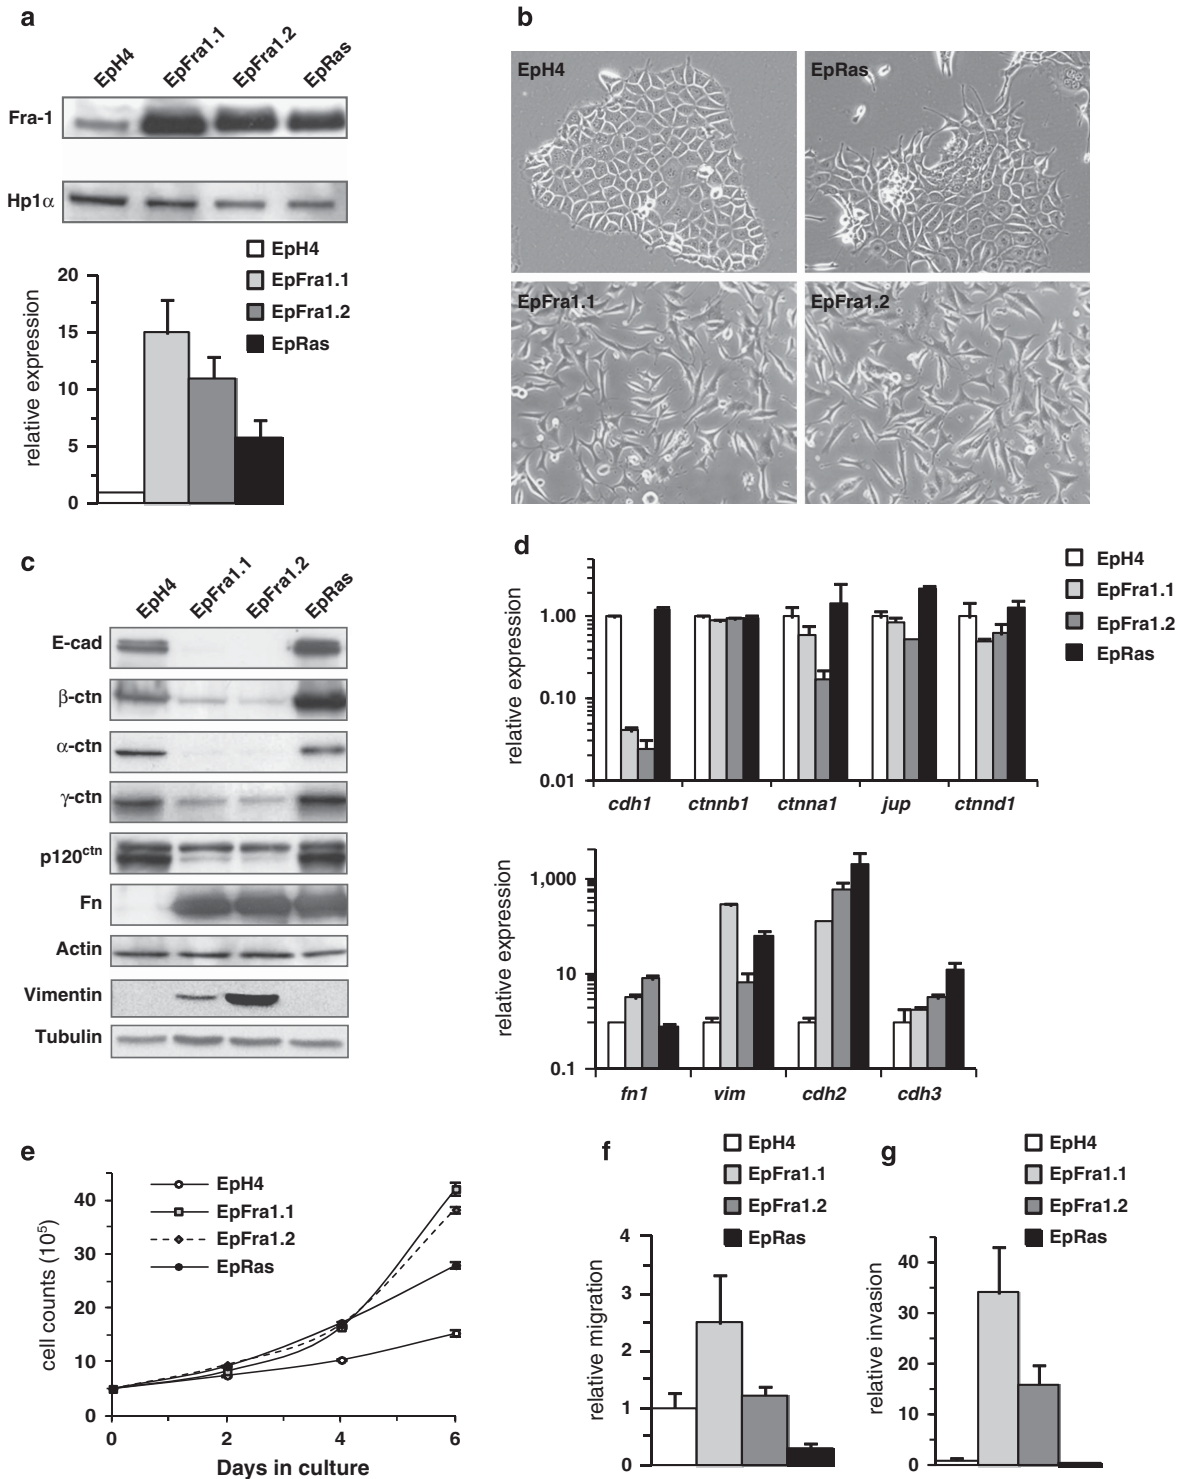 a
EpH4
EpFra1.1
EpFra1.2
EpRas
Fra-1
Hp1α
EpH4
EpFra1.1
EpFra1.2
EpRas
relative expression
20
15
10
5
0
b
EpH4
EpRas
EpFra1.1
EpFra1.2
c
EpH4
EpFra1.1
EpFra1.2
EpRas
E-cad
β-ctn
α-ctn
γ-ctn
p120ctn
Fn
Actin
Vimentin
Tubulin
d
EpH4
EpFra1.1
EpFra1.2
EpRas
relative expression
1.00
0.10
0.01
cdh1 ctnnb1 ctnna1 jup ctnnd1
relative expression
1,000
10
0.1
fn1 vim cdh2 cdh3
e
EpH4
EpFra1.1
EpFra1.2
EpRas
cell counts (10⁵)
40
30
20
10
0
0 2 4 6
Days in culture
f
EpH4
EpFra1.1
EpFra1.2
EpRas
relative migration
4
3
2
1
0
g
EpH4
EpFra1.1
EpFra1.2
EpRas
relative invasion
40
30
20
10
0